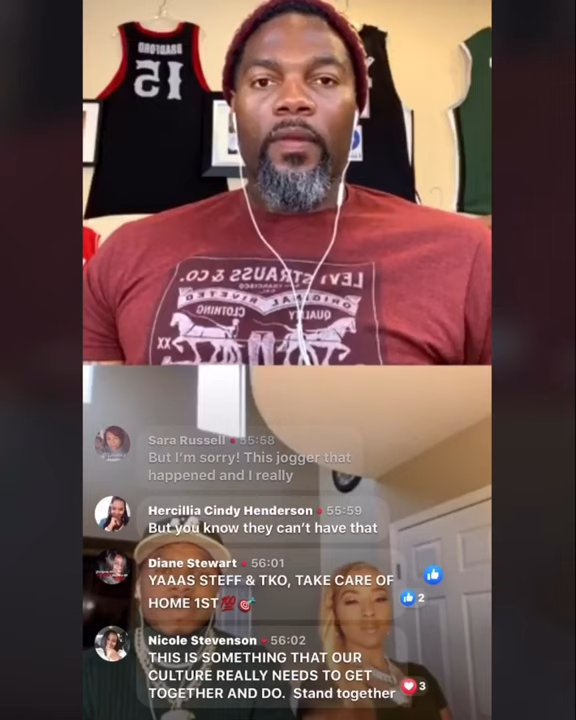 BRADFORD
15
LEVI STRAUSS & CO.
SAN FRANCISCO
ORIGINAL RIVETED
QUALITY CLOTHING
XX
Sara Russell • 55:58
But I'm sorry! This jogger that
happened and I really
Hercillia Cindy Henderson • 55:59
But you know they can't have that
Diane Stewart • 56:01
YAAAS STEFF & TKO, TAKE CARE OF
HOME 1ST💯🎯
2
Nicole Stevenson • 56:02
THIS IS SOMETHING THAT OUR
CULTURE REALLY NEEDS TO GET
TOGETHER AND DO. Stand together
3